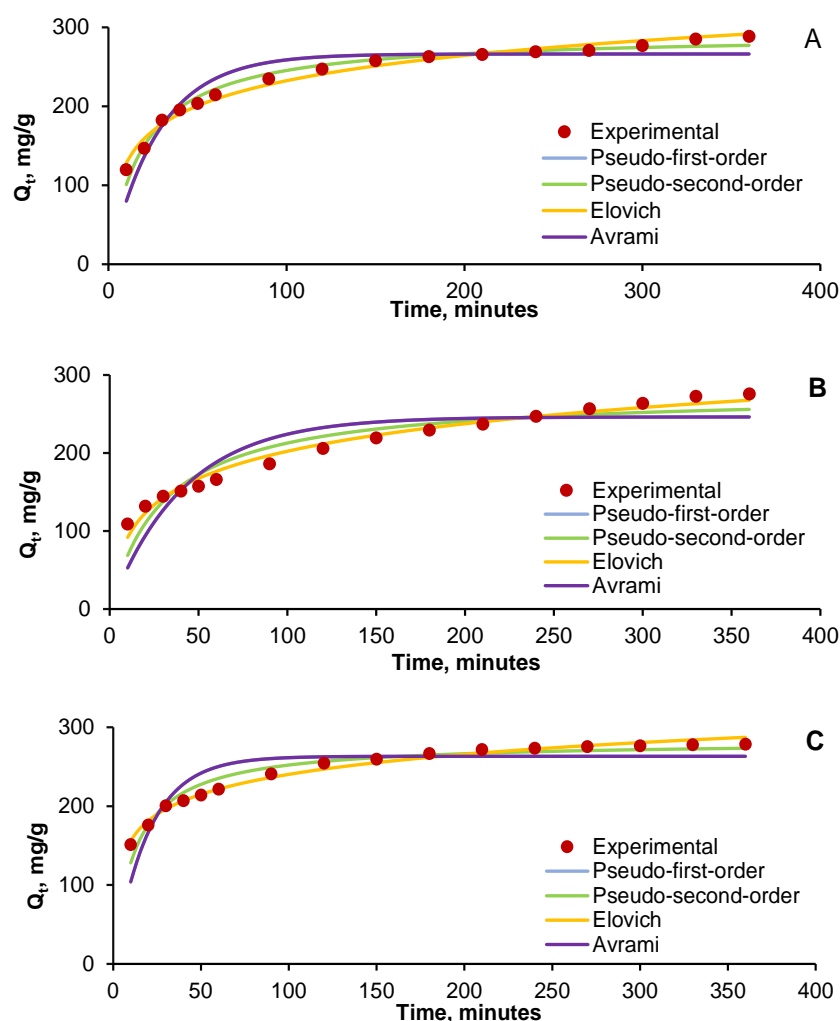 A
300
200
100
0
Qt, mg/g
Experimental
Pseudo-first-order
Pseudo-second-order
Elovich
Avrami
0 100 200 300 400
Time, minutes
B
300
200
100
0
Qt, mg/g
Experimental
Pseudo-first-order
Pseudo-second-order
Elovich
Avrami
0 50 100 150 200 250 300 350 400
Time, minutes
C
300
200
100
0
Qt, mg/g
Experimental
Pseudo-first-order
Pseudo-second-order
Elovich
Avrami
0 50 100 150 200 250 300 350 400
Time, minutes